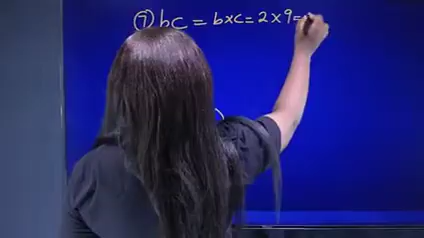 ⑦ bc = b×c = 2×9 =